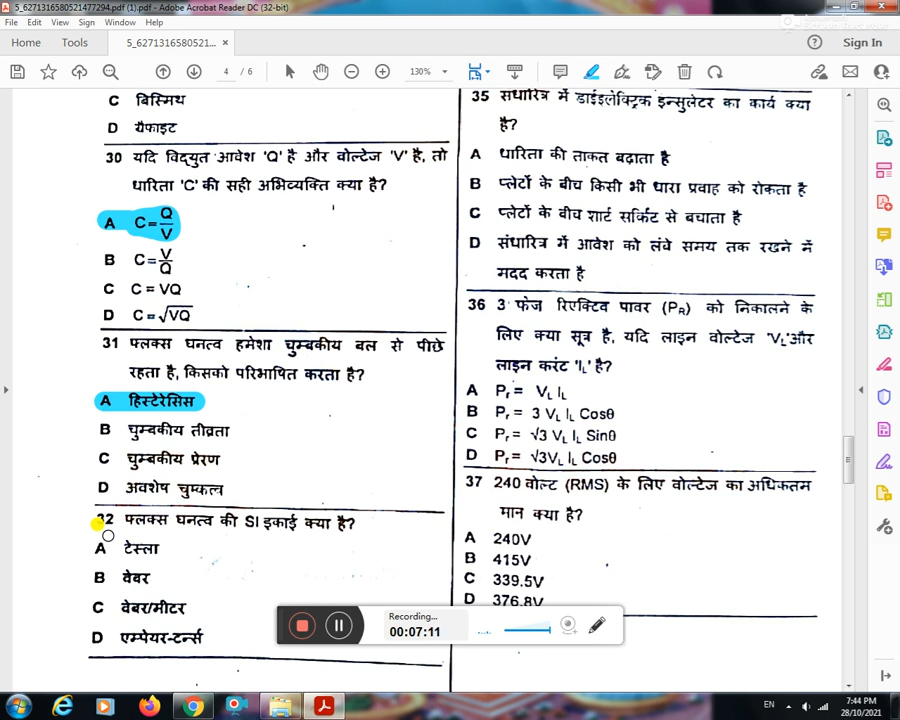 5_6271316580521477294.pdf (1).pdf - Adobe Acrobat Reader DC (32-bit)
File Edit View Sign Window Help
Home Tools 5_6271316580521... × Sign In
4 / 6 130%
C बिस्मिथ
D ग्रैफाइट
30 यदि विद्युत आवेश 'Q' है और वोल्टेज 'V' है, तो
धारिता 'C' की सही अभिव्यक्ति क्या है?
A C = Q/V
B C = V/Q
C C = VQ
D C = √VQ
31 फ्लक्स घनत्व हमेशा चुम्बकीय बल से पीछे
रहता है, किसको परिभाषित करता है?
A हिस्टेरेसिस
B चुम्बकीय तीव्रता
C चुम्बकीय प्रेरण
D अवशेष चुम्कत्व
32 फ्लक्स घनत्व की SI इकाई क्या है?
A टेस्ला
B वेबर
C वेबर/मीटर
D एम्पेयर-टर्न्स
35 संधारित्र में डाईइलेक्ट्रिक इन्सुलेटर का कार्य क्या
है?
A धारिता की ताकत बढ़ाता है
B प्लेटों के बीच किसी भी धारा प्रवाह को रोकता है
C प्लेटों के बीच शार्ट सर्किट से बचाता है
D संधारित्र में आवेश को लंवे समय तक रखने में
मदद करता है
36 3 फेज रिएक्टिव पावर (PR) को निकालने के
लिए क्या सूत्र है, यदि लाइन वोल्टेज 'VL'और
लाइन करंट 'IL' है?
A Pr = VL IL
B Pr = 3 VL IL Cosθ
C Pr = √3 VL IL Sinθ
D Pr = √3VL IL Cosθ
37 240 वोल्ट (RMS) के लिए वोल्टेज का अधिकतम
मान क्या है?
A 240V
B 415V
C 339.5V
D 376.8V
Recording...
00:07:11
EN 7:44 PM
28/10/2021